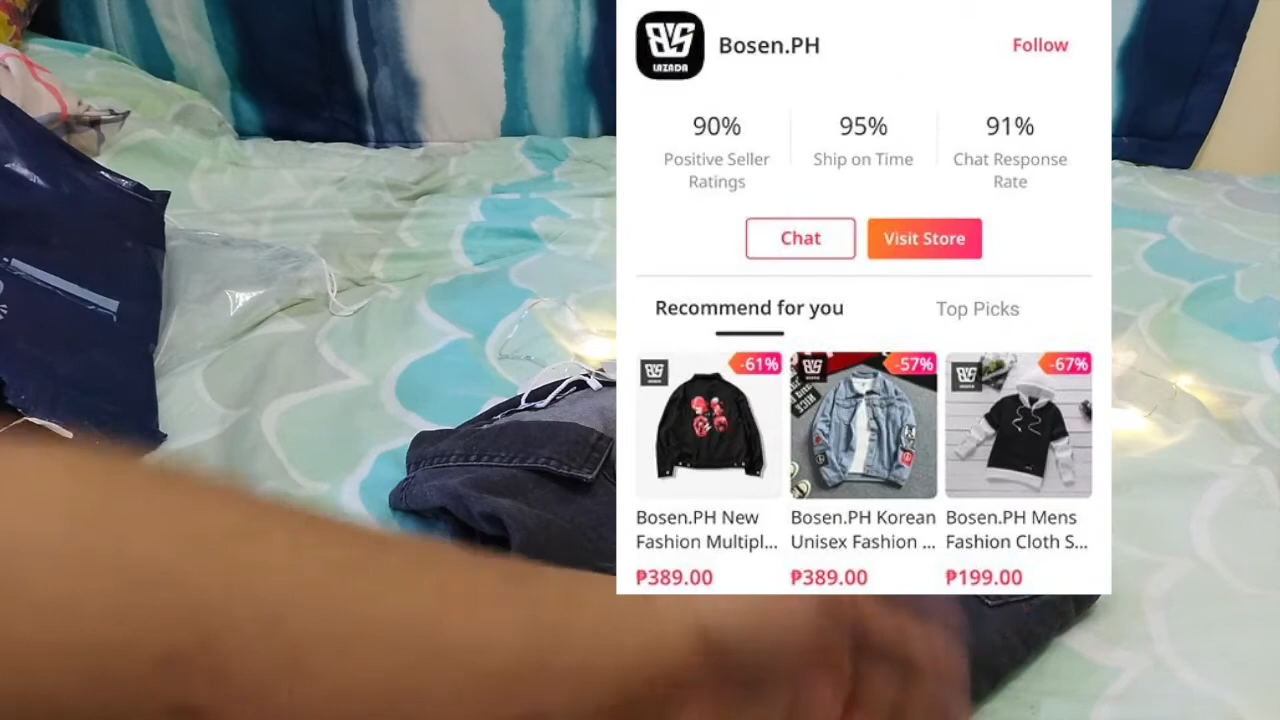 BS
LAZADA
Bosen.PH
Follow
90%
Positive Seller
Ratings
95%
Ship on Time
91%
Chat Response
Rate
Chat
Visit Store
Recommend for you
Top Picks
-61%
-57%
-67%
Bosen.PH New
Fashion Multipl...
₱389.00
Bosen.PH Korean
Unisex Fashion ...
₱389.00
Bosen.PH Mens
Fashion Cloth S...
₱199.00